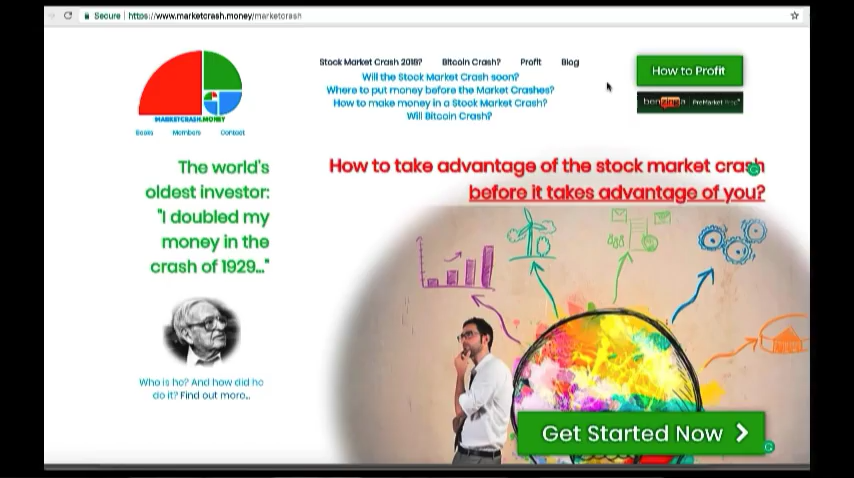 Secure https://www.marketcrash.money/marketcrash
Stock Market Crash 2018? Bitcoin Crash? Profit Blog
Will the Stock Market Crash soon?
Where to put money before the Market Crashes?
How to make money in a Stock Market Crash?
Will Bitcoin Crash?
How to Profit
benzinga PreMarket
MARKETCRASH.MONEY
Books Members Contact
The world's
oldest investor:
"I doubled my
money in the
crash of 1929..."
How to take advantage of the stock market crash
before it takes advantage of you?
Who is he? And how did he
do it? Find out more...
Get Started Now